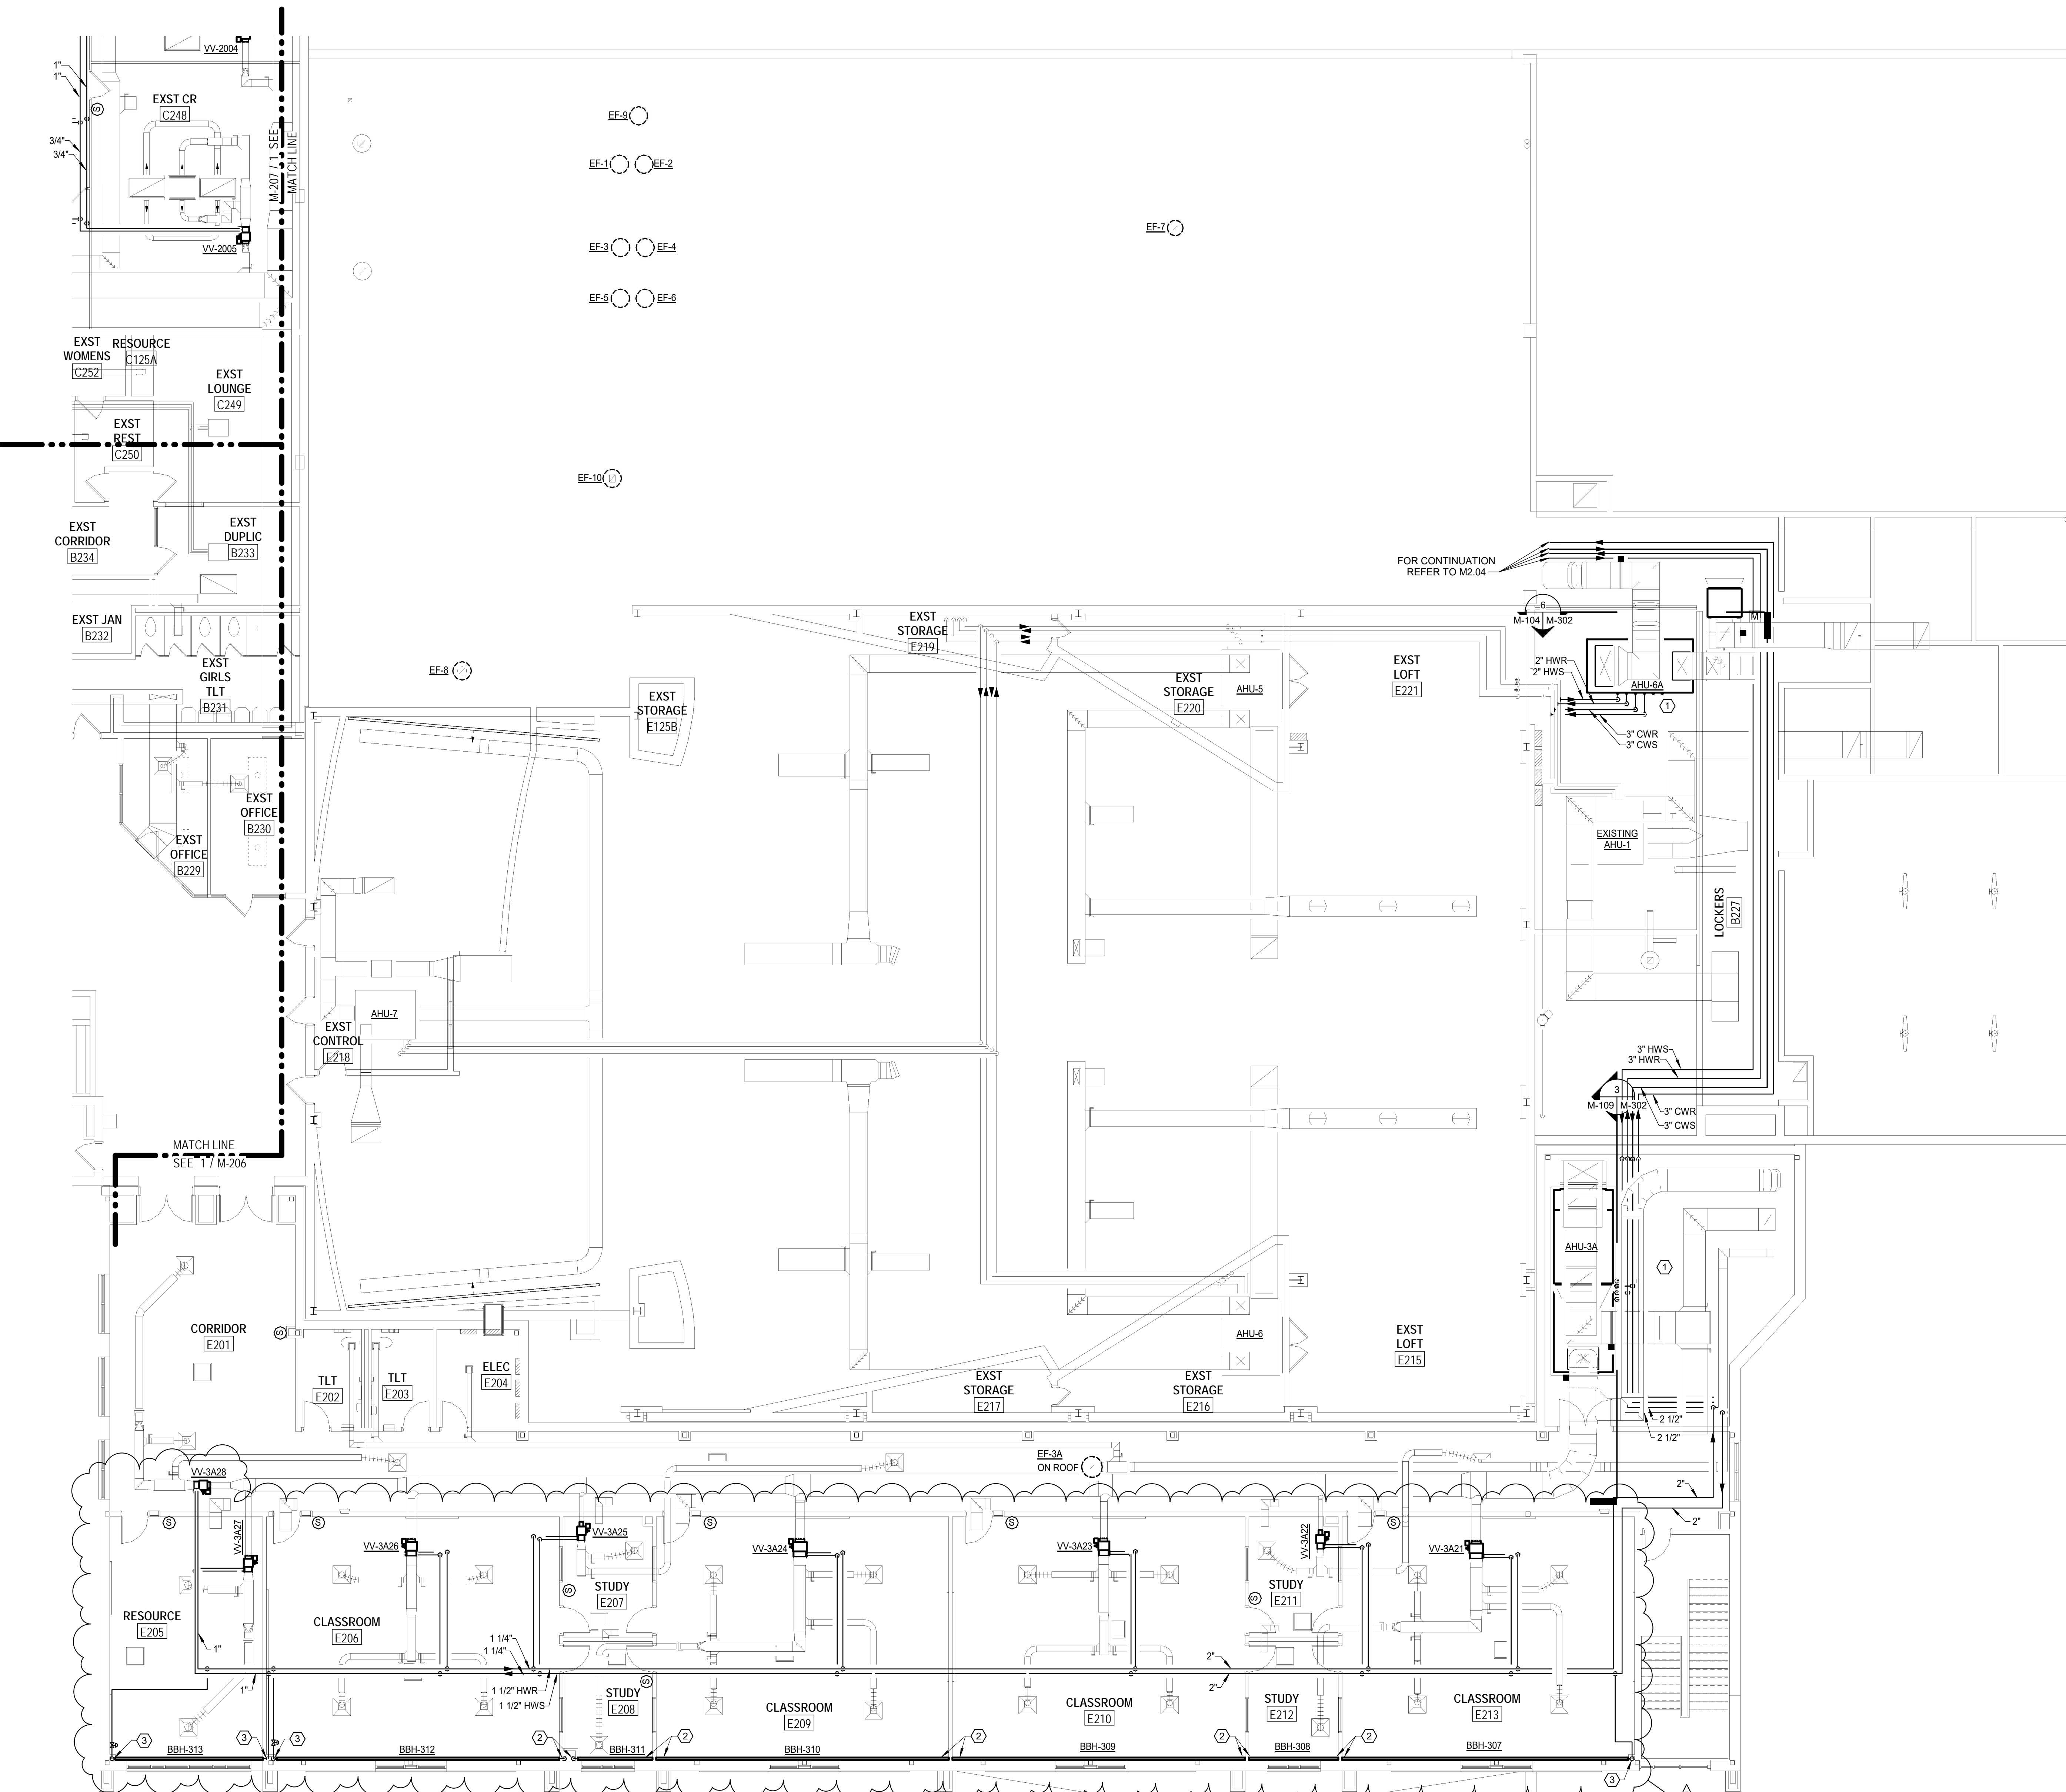 VV-2004
1"
1"
EXST CR
C248
3/4"
3/4"
M-207 / 1 SEE
MATCH LINE
VV-2005
EF-9
EF-1
EF-2
EF-3
EF-4
EF-5
EF-6
EF-7
EXST
WOMENS
C252
RESOURCE
C125A
EXST
LOUNGE
C249
EXST
REST
C250
EF-10
EXST
CORRIDOR
B234
EXST
DUPLIC
B233
FOR CONTINUATION
REFER TO M2.04
EXST JAN
B232
EXST
GIRLS
TLT
B231
EF-8
EXST
STORAGE
E125B
EXST
STORAGE
E219
EXST
STORAGE
E220
AHU-5
EXST
LOFT
E221
6
M-104
M-302
2" HWR
2" HWS
AHU-6A
1
3" CWR
3" CWS
EXST
OFFICE
B230
EXST
OFFICE
B229
EXISTING
AHU-1
LOCKERS
B227
AHU-7
EXST
CONTROL
E218
3" HWS
3" HWR
3
M-109
M-302
3" CWR
3" CWS
MATCH LINE
SEE 1 / M-206
AHU-3A
1
CORRIDOR
E201
S
TLT
E202
TLT
E203
ELEC
E204
AHU-6
EXST
LOFT
E215
EXST
STORAGE
E217
EXST
STORAGE
E216
2 1/2"
2 1/2"
EF-3A
ON ROOF
VV-3A28
2"
2"
VV-3A27
VV-3A26
VV-3A25
VV-3A24
VV-3A23
VV-3A22
VV-3A21
S
S
S
S
S
S
S
S
S
RESOURCE
E205
CLASSROOM
E206
STUDY
E207
STUDY
E211
1"
1"
1 1/4"
1 1/4"
1 1/2" HWR
1 1/2" HWS
2"
2"
STUDY
E208
CLASSROOM
E209
CLASSROOM
E210
STUDY
E212
CLASSROOM
E213
3
BBH-313
3
3
BBH-312
2
BBH-311
2
BBH-310
2
BBH-309
2
BBH-308
2
BBH-307
3